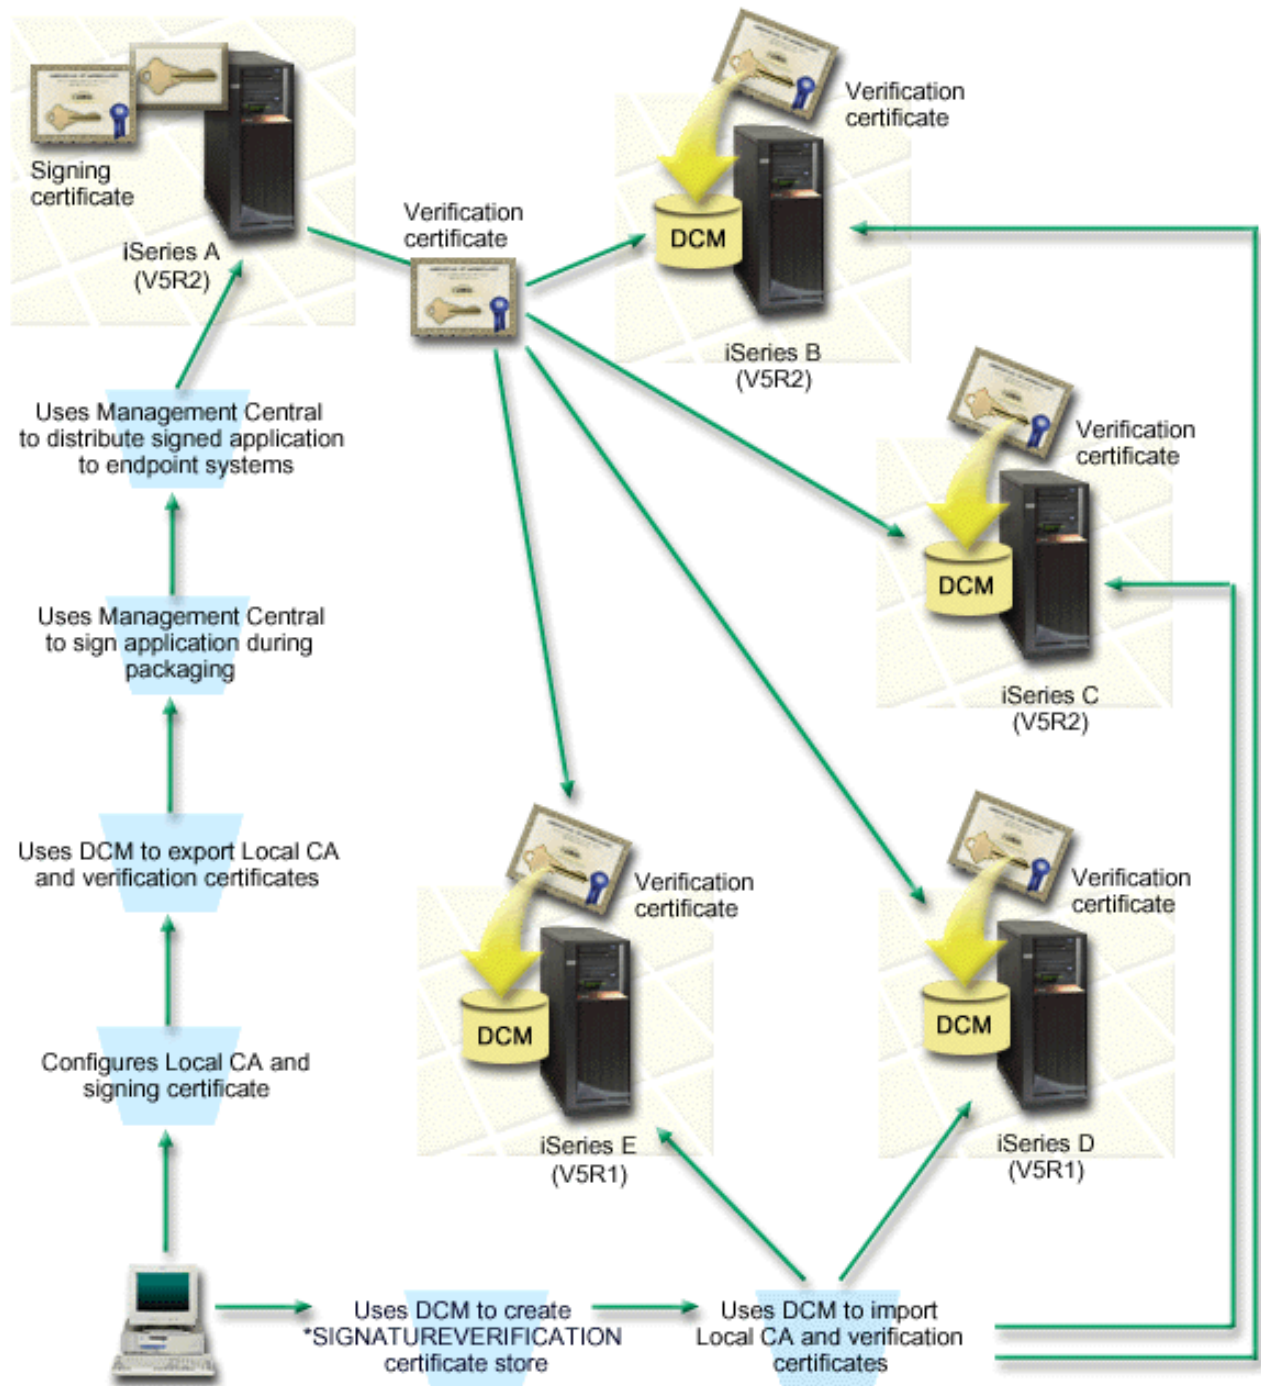 Signing
certificate
iSeries A
(V5R2)
Verification
certificate
Verification
certificate
DCM
iSeries B
(V5R2)
Uses Management Central
to distribute signed application
to endpoint systems
Verification
certificate
DCM
iSeries C
(V5R2)
Uses Management Central
to sign application during
packaging
Uses DCM to export Local CA
and verification certificates
Verification
certificate
DCM
iSeries E
(V5R1)
Verification
certificate
DCM
iSeries D
(V5R1)
Configures Local CA and
signing certificate
Uses DCM to create
*SIGNATUREVERIFICATION
certificate store
Uses DCM to import
Local CA and verification
certificates